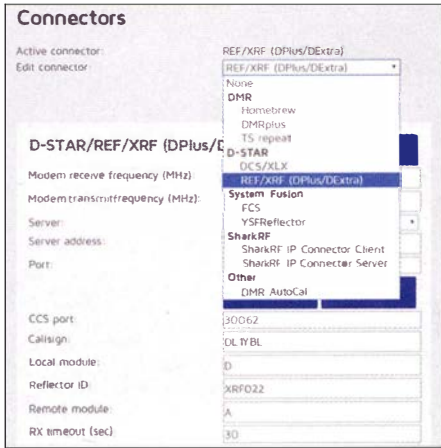 Connectors
Active connector: REF/XRF (DPlus/DExtra)
Edit connector: REF/XRF (DPlus/DExtra)
None
DMR
Homebrew
DMRplus
TS repeat
D-STAR
DCS/XLX
REF/XRF (DPlus/DExtra)
System Fusion
FCS
YSFReflector
SharkRF
SharkRF IP Connector Client
SharkRF IP Connector Server
Other
DMR AutoCal
D-STAR/REF/XRF (DPlus/D
Modem receive frequency (MHz):
Modem transmitfrequency (MHz):
Server:
Server address:
Port:
CCS port: 30062
Callsign: DL1YBL
Local module: D
Reflector ID: XRF022
Remote module: A
RX timeout (sec) 30